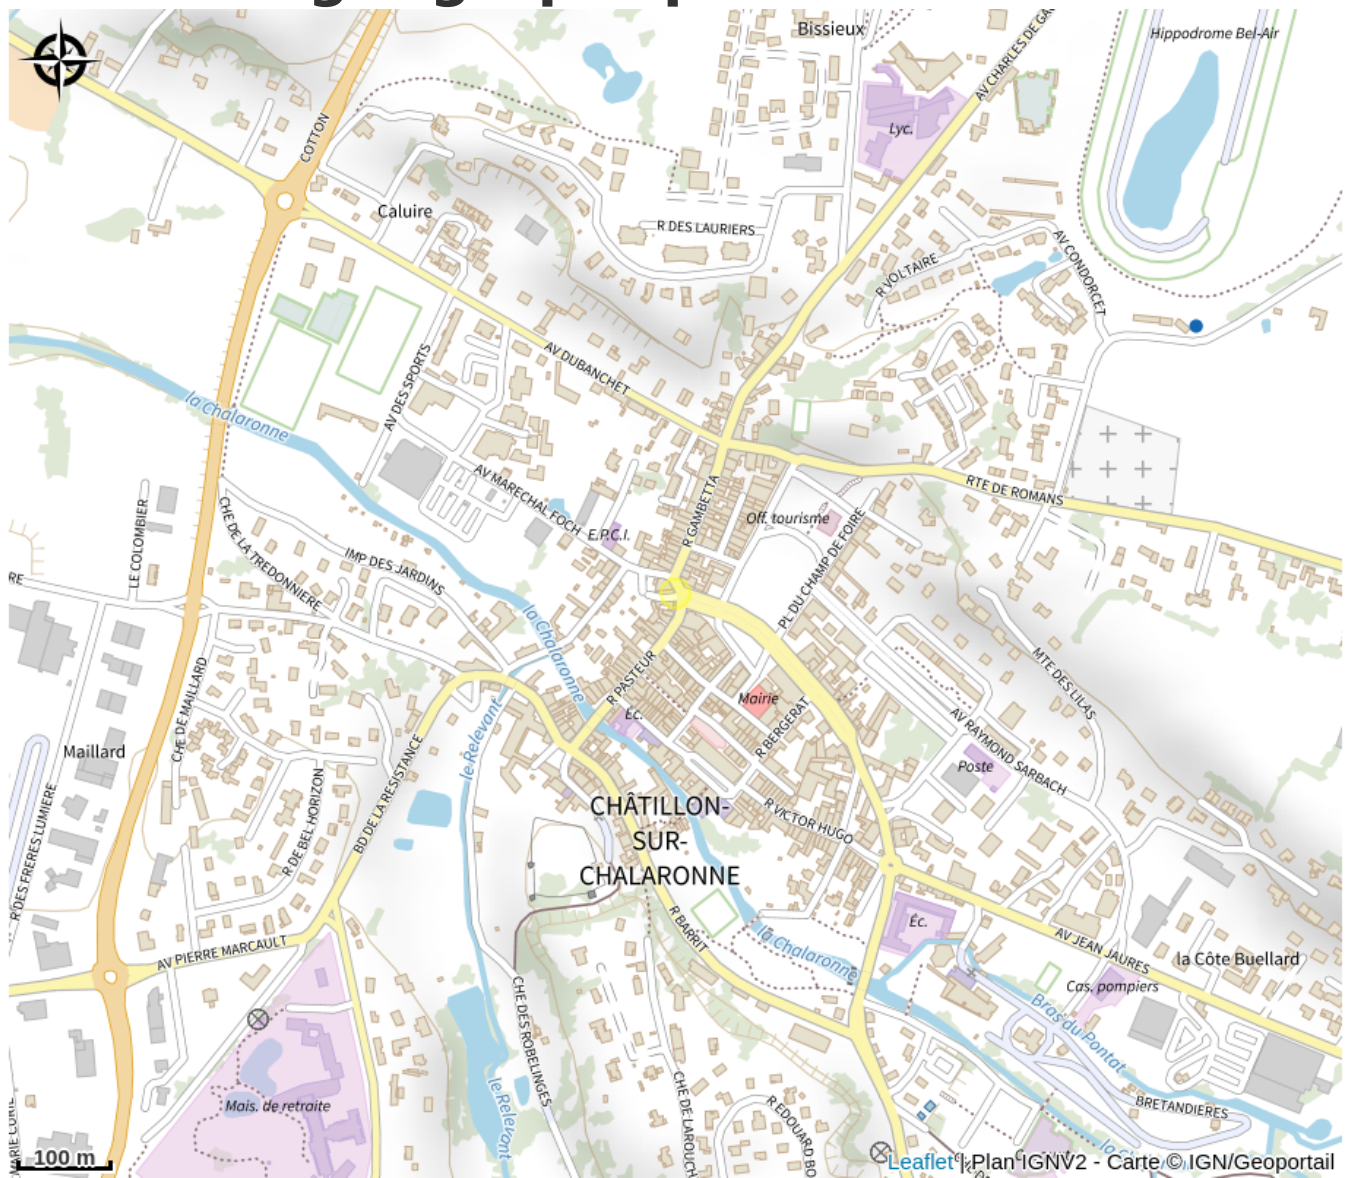 Bissieux
Hippodrome Bel-Air
AV CHARLES DE GA
COTTON
Lyc.
Caluire
R DES LAURIERS
R VOLTAIRE
AV CONDORCET
AV DUBANCHET
AV DES SPORTS
la Chalaronne
AV MARECHAL FOCH
R GAMBETTA
RTE DE ROMANS
Off. tourisme
E.P.C.I.
LE COLOMBIER
CHE DE LA TREDONNIERE
IMP DES JARDINS
PL DU CHAMP DE FOIRE
RE
la Chalaronne
R PASTEUR
MTE DES LILAS
CHE DE MAILLARD
Éc.
Mairie
R BERGERAT
AV RAYMOND SARBACH
le Relevant
Maillard
Poste
BD DE LA RESISTANCE
R DE BEL HORIZON
R DES FRERES LUMIERE
CHÂTILLON-
SUR-
CHALARONNE
R VICTOR HUGO
R BARRIT
Éc.
AV PIERRE MARCAULT
la Chalaronne
AV JEAN JAURES
la Côte Buellard
Cas. pompiers
CHE DES ROBELINGES
Bras du Pontat
Mais. de retraite
le Relevant
CHE DE LAROUCH
R EDOUARD BO
BRETANDIERES
MARIE CURIE
100 m
Leaflet | Plan IGNV2 - Carte © IGN/Geoportail